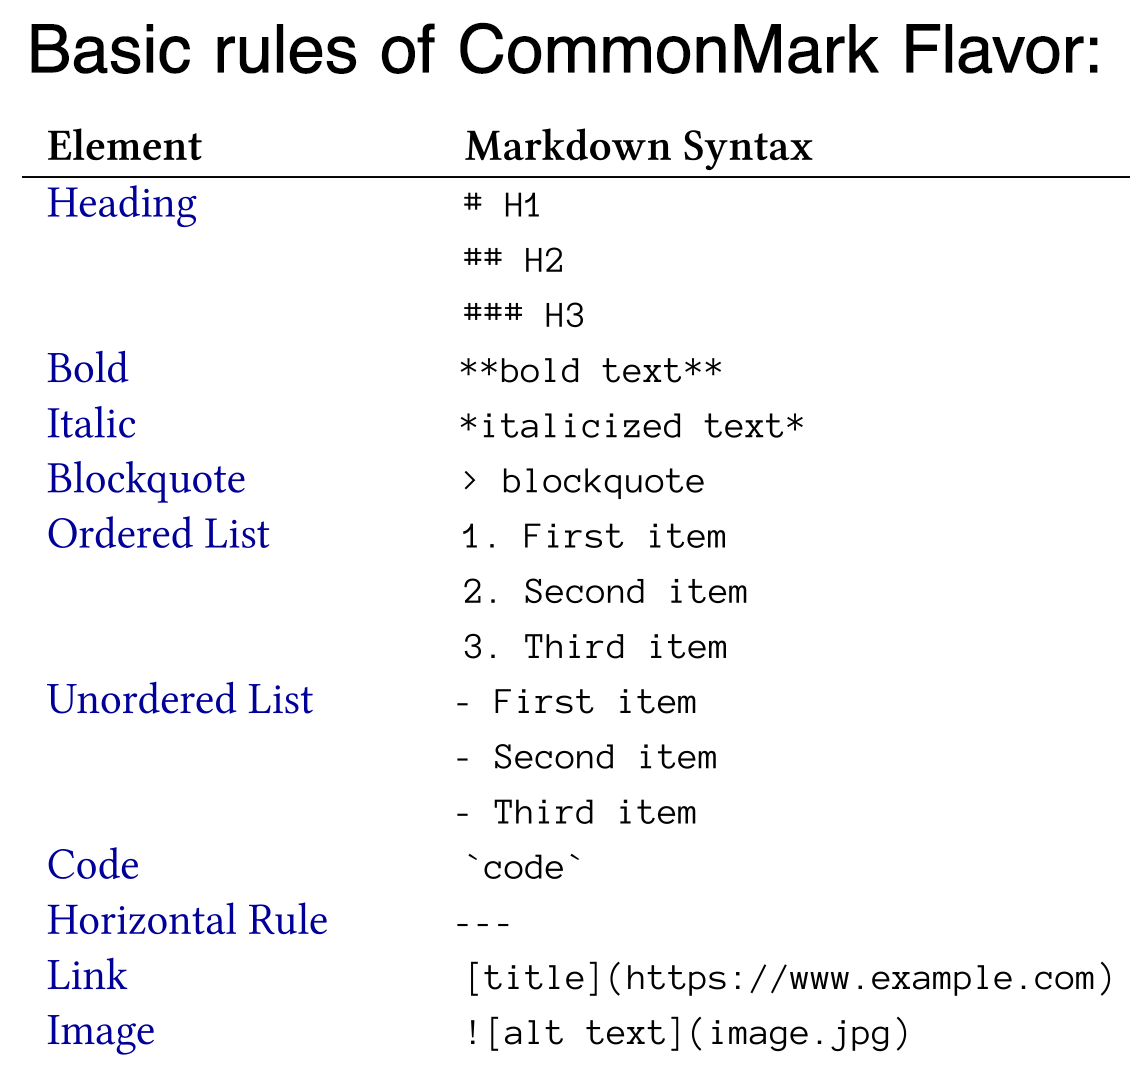 Basic rules of CommonMark Flavor:
Element Markdown Syntax
Heading # H1
## H2
### H3
Bold **bold text**
Italic *italicized text*
Blockquote > blockquote
Ordered List 1. First item
2. Second item
3. Third item
Unordered List - First item
- Second item
- Third item
Code `code`
Horizontal Rule ---
Link [title](https://www.example.com)
Image ![alt text](image.jpg)